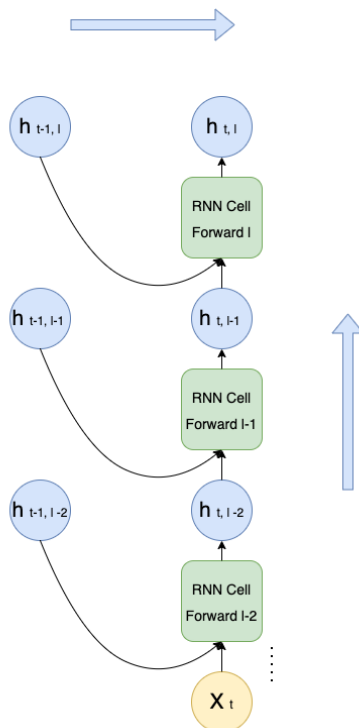 h t-1, l
h t, l
RNN Cell
Forward l
h t-1, l-1
h t, l-1
RNN Cell
Forward l-1
h t-1, l -2
h t, l -2
RNN Cell
Forward l-2
X t